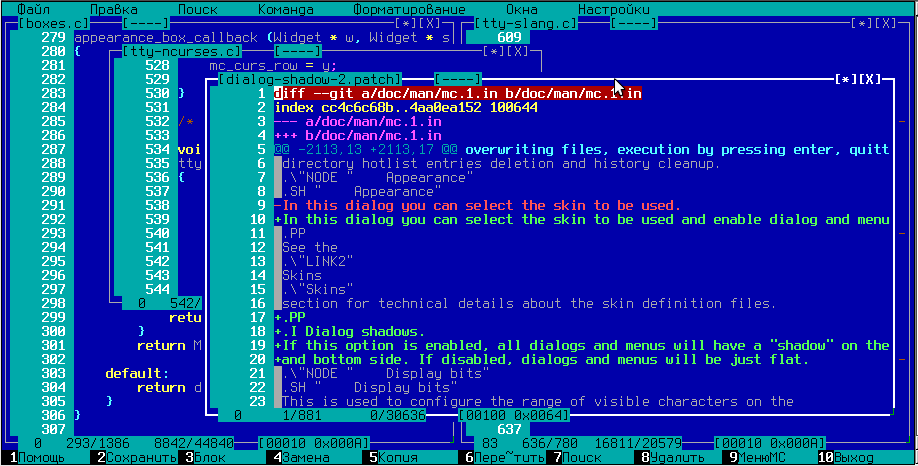 Файл Правка Поиск Команда Форматирование Окна Настройки
[boxes.c] [----] [*][X] [tty-slang.c] [----] [*][X]
279 appearance_box_callback (Widget * w, Widget * s 609
280 { [tty-ncurses.c] [----] [*][X]
281 528 mc_curs_row = y;
282 529 [dialog-shadow-2.patch] [----] [*][X]
283 530 } 1 diff --git a/doc/man/mc.1.in b/doc/man/mc.1.in
284 531 2 index cc4c6c68b..4aa0ea152 100644
285 532 /* 3 --- a/doc/man/mc.1.in
286 533 4 +++ b/doc/man/mc.1.in
287 534 voi 5 @@ -2113,13 +2113,17 @@ overwriting files, execution by pressing enter, quitt
288 535 tty 6 directory hotlist entries deletion and history cleanup.
289 536 { 7 .\"NODE " Appearance"
290 537 8 .SH " Appearance"
291 538 9 -In this dialog you can select the skin to be used.
292 539 10 +In this dialog you can select the skin to be used and enable dialog and menu
293 540 11 .PP
294 541 12 See the
295 542 13 .\"LINK2"
296 543 14 Skins
297 544 15 .\"Skins"
298 0 542/ 16 section for technical details about the skin definition files.
299 retu 17 +.PP
300 } 18 +.I Dialog shadows.
301 return M 19 +If this option is enabled, all dialogs and menus will have a "shadow" on the
302 } 20 +and bottom side. If disabled, dialogs and menus will be just flat.
303 default: 21 .\"NODE " Display bits"
304 return d 22 .SH " Display bits"
305 } 23 This is used to configure the range of visible characters on the
306 } 0 1/881 0/30636 [00100 0x0064]
307 637
0 293/1386 8842/44840 [00010 0x000A] 83 636/780 16811/20579 [00010 0x000A]
1Помощь 2Сохранить 3Блок 4Замена 5Копия 6Пере~тить 7Поиск 8Удалить 9МенюMC 10Выход